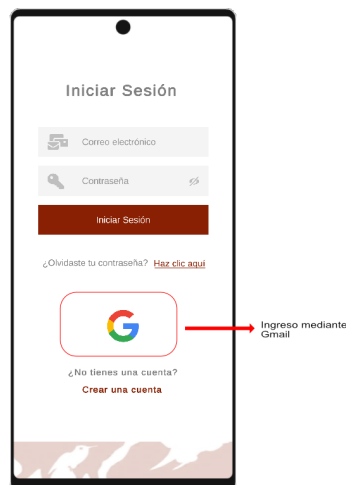 Iniciar Sesión
Correo electrónico
Contraseña
Iniciar Sesión
¿Olvidaste tu contraseña? Haz clic aquí
Ingreso mediante
Gmail
¿No tienes una cuenta?
Crear una cuenta